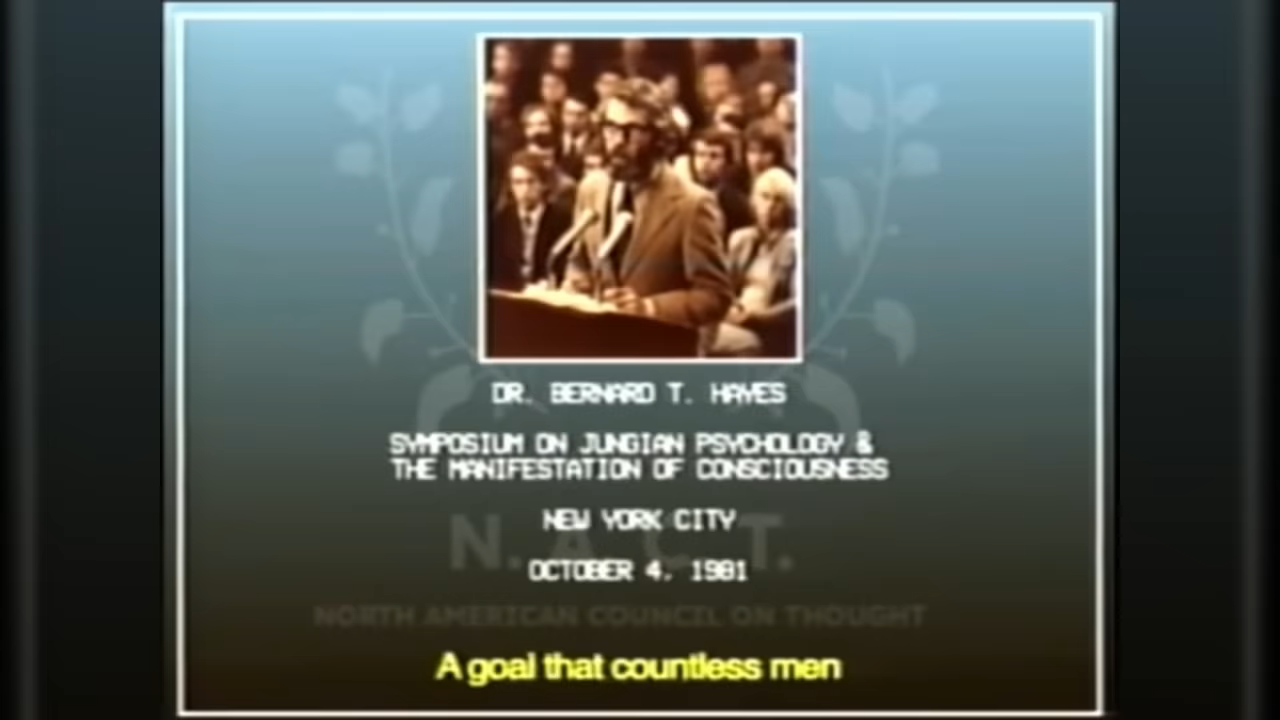 DR. BERNARD T. HAYES
SYMPOSIUM ON JUNGIAN PSYCHOLOGY &
THE MANIFESTATION OF CONSCIOUSNESS
NEW YORK CITY
N. A. C. T.
OCTOBER 4, 1981
NORTH AMERICAN COUNCIL ON THOUGHT
A goal that countless men